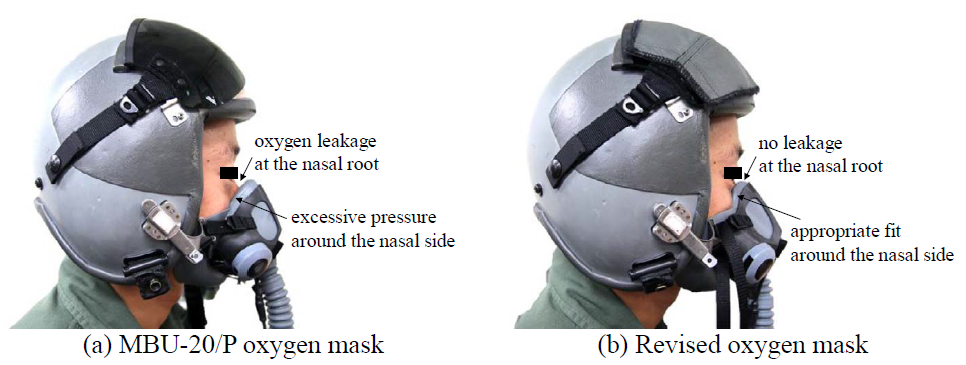 oxygen leakage
at the nasal root
excessive pressure
around the nasal side
(a) MBU-20/P oxygen mask
no leakage
at the nasal root
appropriate fit
around the nasal side
(b) Revised oxygen mask